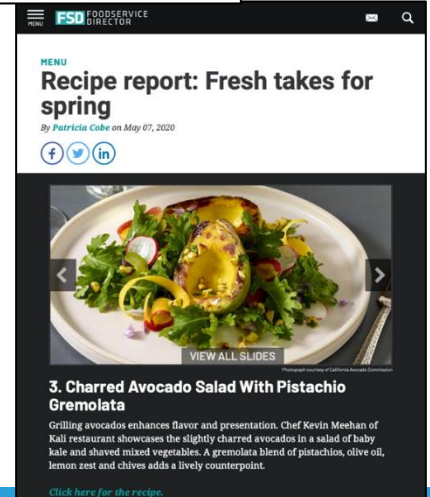 MENU
FSD FOODSERVICE
DIRECTOR
MENU
Recipe report: Fresh takes for
spring
By Patricia Cobe on May 07, 2020
f
in
VIEW ALL SLIDES
Photograph courtesy of California Avocado Commission
3. Charred Avocado Salad With Pistachio
Gremolata
Grilling avocados enhances flavor and presentation. Chef Kevin Meehan of
Kali restaurant showcases the slightly charred avocados in a salad of baby
kale and shaved mixed vegetables. A gremolata blend of pistachios, olive oil,
lemon zest and chives adds a lively counterpoint.
Click here for the recipe.